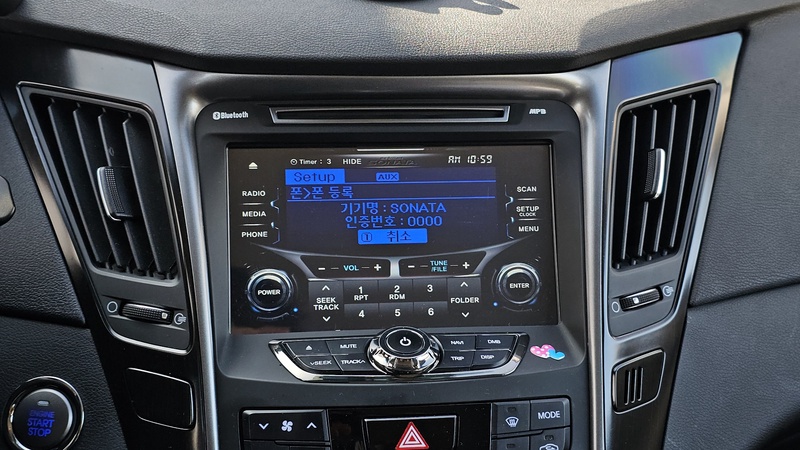 Bluetooth
MP3
Timer : 3 HIDE SONATA AM 10:59
Setup AUX
폰>폰 등록
기기명 : SONATA
인증번호 : 0000
1 취소
RADIO
MEDIA
PHONE
SCAN
SETUP
CLOCK
MENU
- VOL +
- TUNE
/FILE +
POWER
SEEK
TRACK
1 2 3
RPT RDM
4 5 6
FOLDER
ENTER
MUTE
NAVI
DMB
SEEK
TRACK
TRIP
DISP
ENGINE
START
STOP
MODE